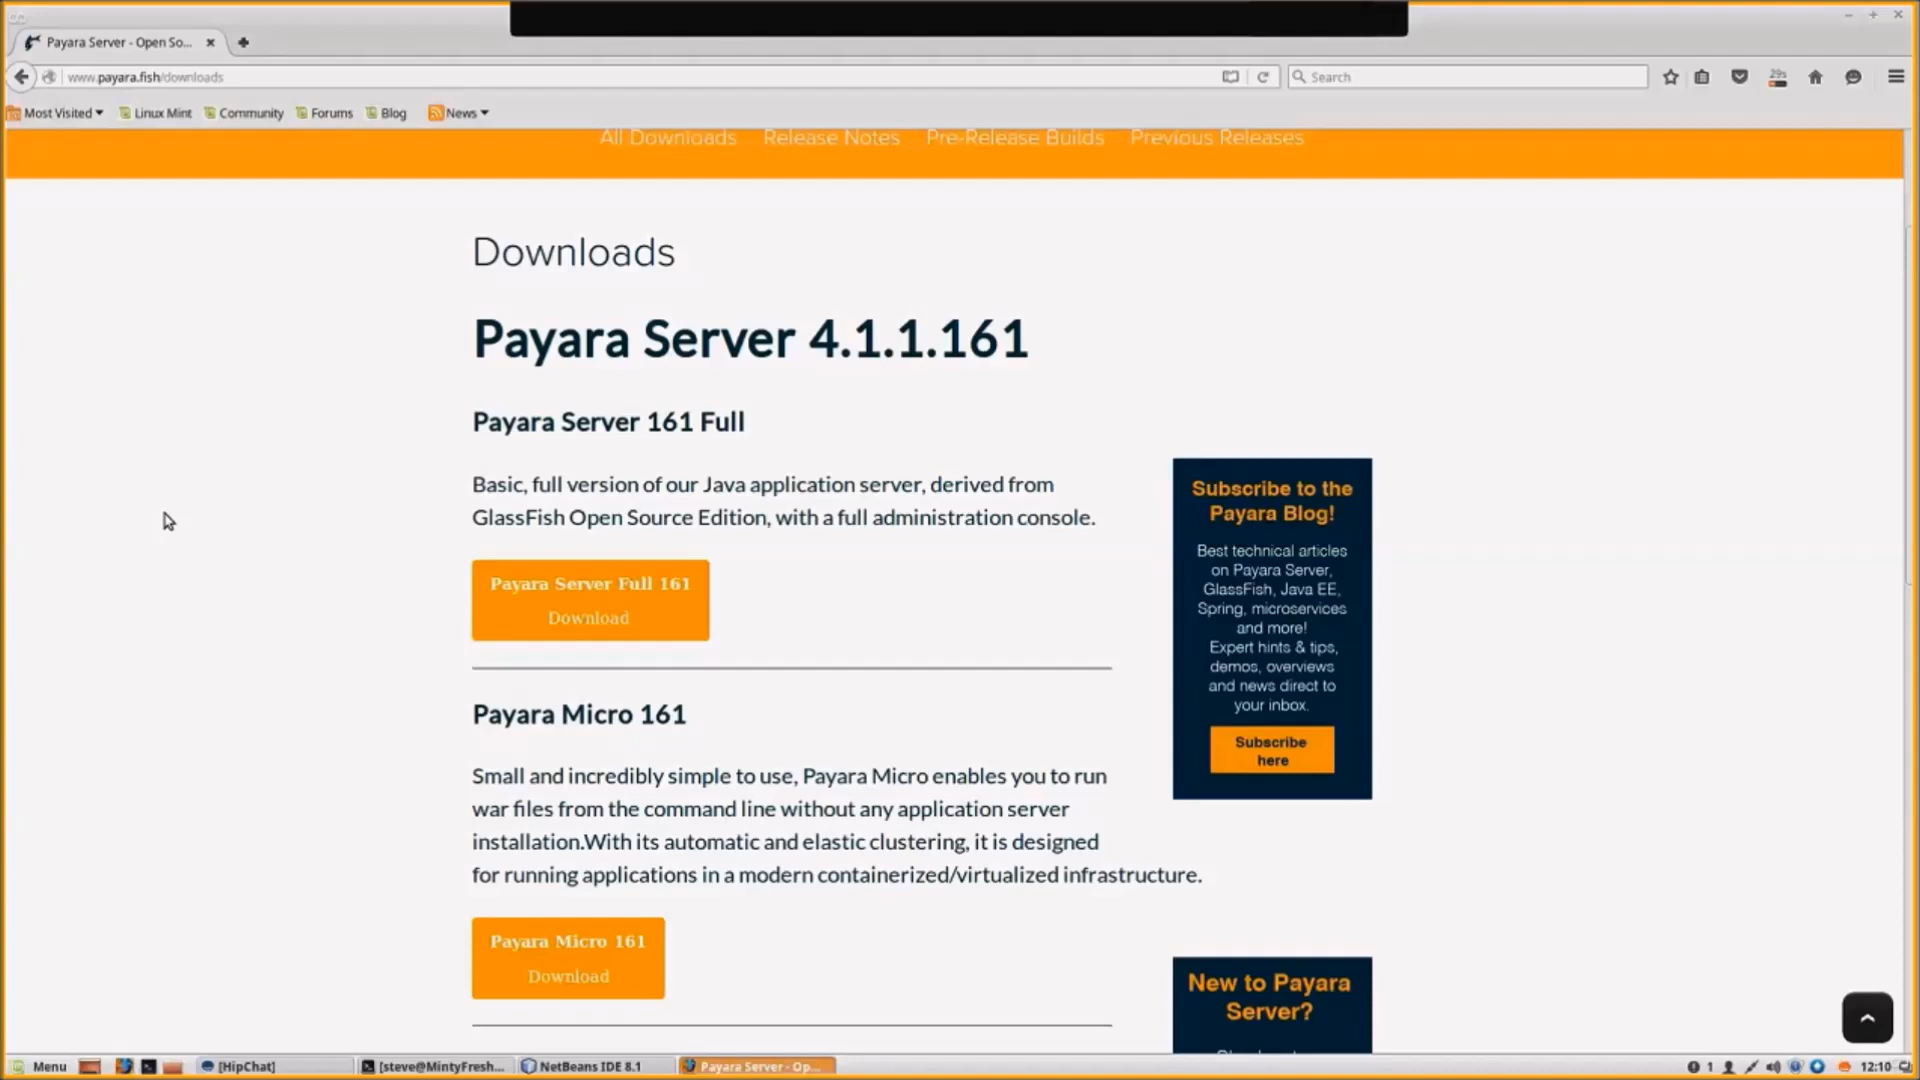 Payara Server - Open So...
www.payara.fish/downloads
Search
29s
Most Visited
Linux Mint
Community
Forums
Blog
News
All Downloads
Release Notes
Pre-Release Builds
Previous Releases
Downloads
Payara Server 4.1.1.161
Payara Server 161 Full
Basic, full version of our Java application server, derived from
GlassFish Open Source Edition, with a full administration console.
Payara Server Full 161
Download
Payara Micro 161
Small and incredibly simple to use, Payara Micro enables you to run
war files from the command line without any application server
installation.With its automatic and elastic clustering, it is designed
for running applications in a modern containerized/virtualized infrastructure.
Payara Micro 161
Download
Subscribe to the
Payara Blog!
Best technical articles
on Payara Server,
GlassFish, Java EE,
Spring, microservices
and more!
Expert hints & tips,
demos, overviews
and news direct to
your inbox.
Subscribe
here
New to Payara
Server?
Menu
[HipChat]
[steve@MintyFresh...
NetBeans IDE 8.1
Payara Server - Op...
1
12:10